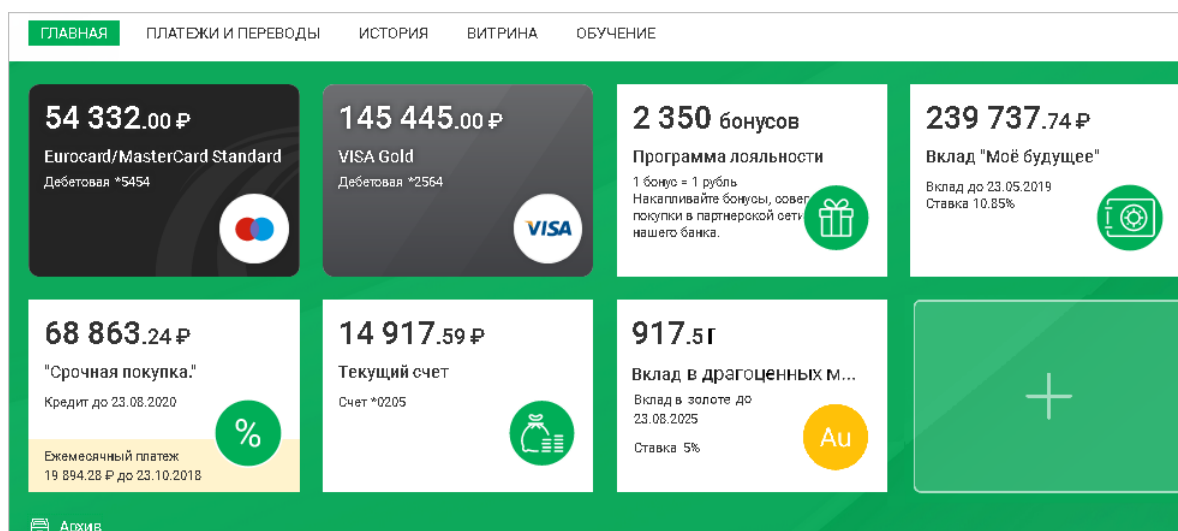 ГЛАВНАЯ ПЛАТЕЖИ И ПЕРЕВОДЫ ИСТОРИЯ ВИТРИНА ОБУЧЕНИЕ
54 332.00 ₽
Eurocard/MasterCard Standard
Дебетовая *5454
145 445.00 ₽
VISA Gold
Дебетовая *2564
VISA
2 350 бонусов
Программа лояльности
1 бонус = 1 рубль
Накапливайте бонусы, совер
покупки в партнерской сети
нашего банка.
239 737.74 ₽
Вклад "Моё будущее"
Вклад до 23.05.2019
Ставка 10.85%
68 863.24 ₽
"Срочная покупка."
Кредит до 23.08.2020
%
Ежемесячный платеж
19 894.28 ₽ до 23.10.2018
14 917.59 ₽
Текущий счет
Счет *0205
917.5 Г
Вклад в драгоценных м...
Вклад в золоте до
23.08.2025
Ставка 5%
Au
Архив